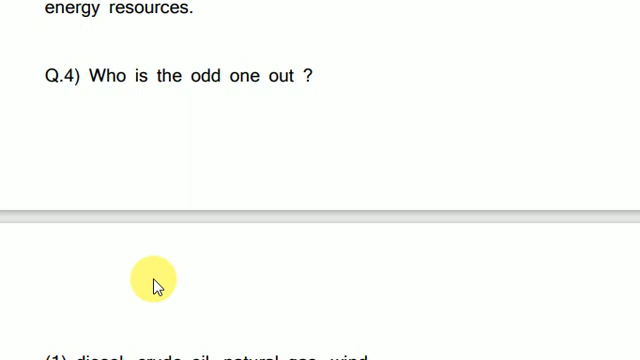 energy resources.
Q.4) Who is the odd one out ?
(1) diesel, crude oil, natural gas, wind